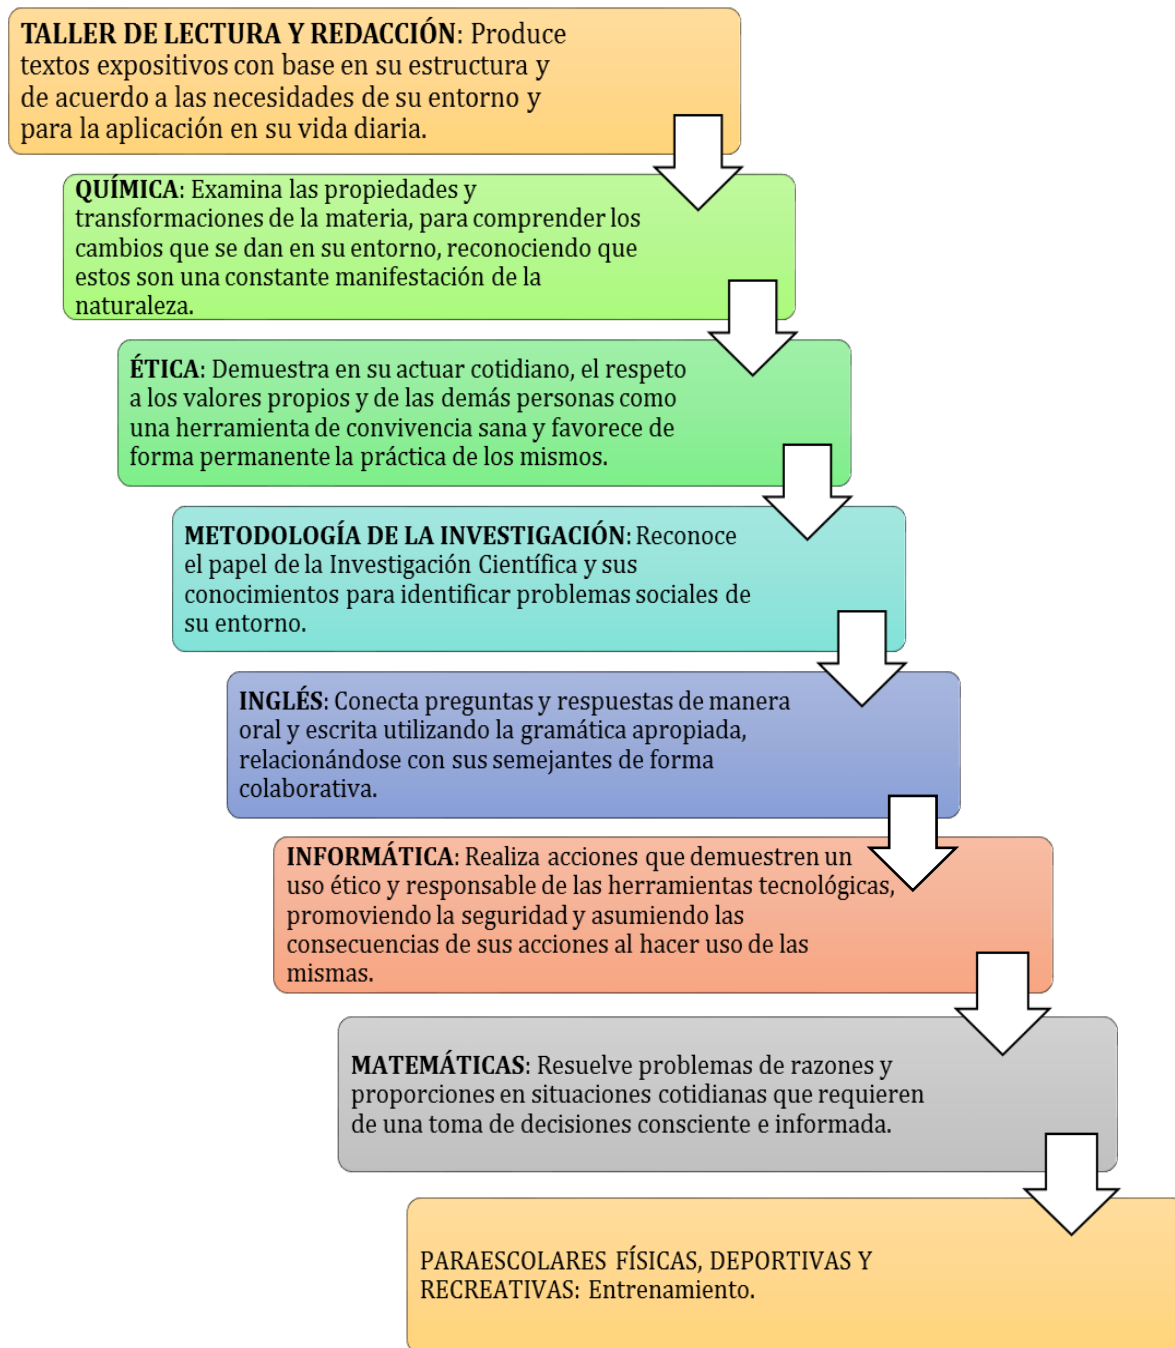 TALLER DE LECTURA Y REDACCIÓN: Produce
textos expositivos con base en su estructura y
de acuerdo a las necesidades de su entorno y
para la aplicación en su vida diaria.
QUÍMICA: Examina las propiedades y
transformaciones de la materia, para comprender los
cambios que se dan en su entorno, reconociendo que
estos son una constante manifestación de la
naturaleza.
ÉTICA: Demuestra en su actuar cotidiano, el respeto
a los valores propios y de las demás personas como
una herramienta de convivencia sana y favorece de
forma permanente la práctica de los mismos.
METODOLOGÍA DE LA INVESTIGACIÓN: Reconoce
el papel de la Investigación Científica y sus
conocimientos para identificar problemas sociales de
su entorno.
INGLÉS: Conecta preguntas y respuestas de manera
oral y escrita utilizando la gramática apropiada,
relacionándose con sus semejantes de forma
colaborativa.
INFORMÁTICA: Realiza acciones que demuestren un
uso ético y responsable de las herramientas tecnológicas,
promoviendo la seguridad y asumiendo las
consecuencias de sus acciones al hacer uso de las
mismas.
MATEMÁTICAS: Resuelve problemas de razones y
proporciones en situaciones cotidianas que requieren
de una toma de decisiones consciente e informada.
PARAESCOLARES FÍSICAS, DEPORTIVAS Y
RECREATIVAS: Entrenamiento.